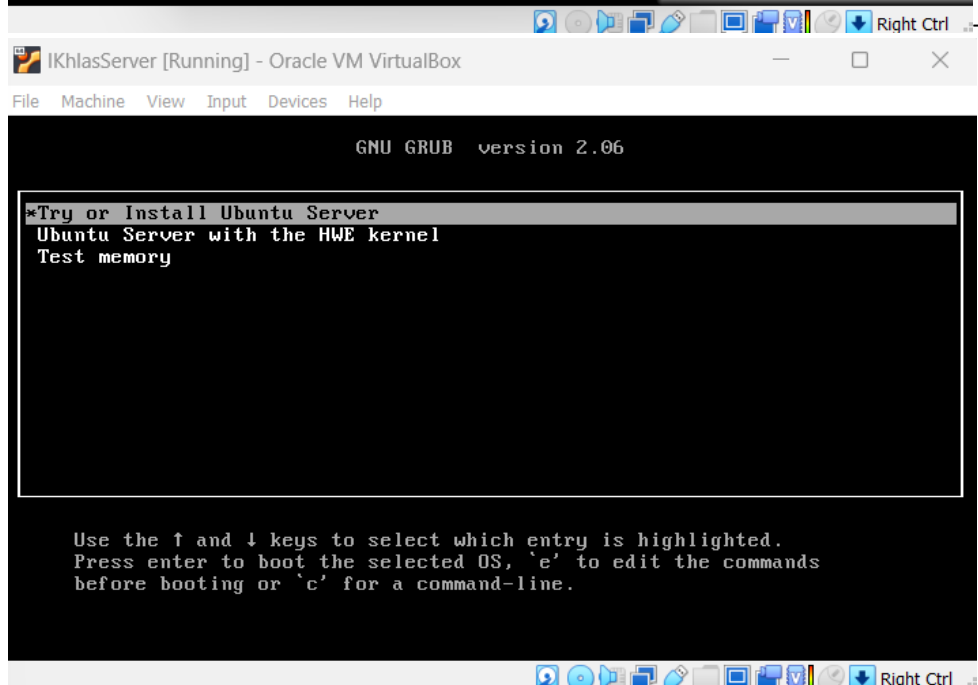 Right Ctrl
IKhlasServer [Running] - Oracle VM VirtualBox
File Machine View Input Devices Help
GNU GRUB version 2.06
*Try or Install Ubuntu Server
Ubuntu Server with the HWE kernel
Test memory
Use the ↑ and ↓ keys to select which entry is highlighted.
Press enter to boot the selected OS, `e' to edit the commands
before booting or `c' for a command-line.
Right Ctrl